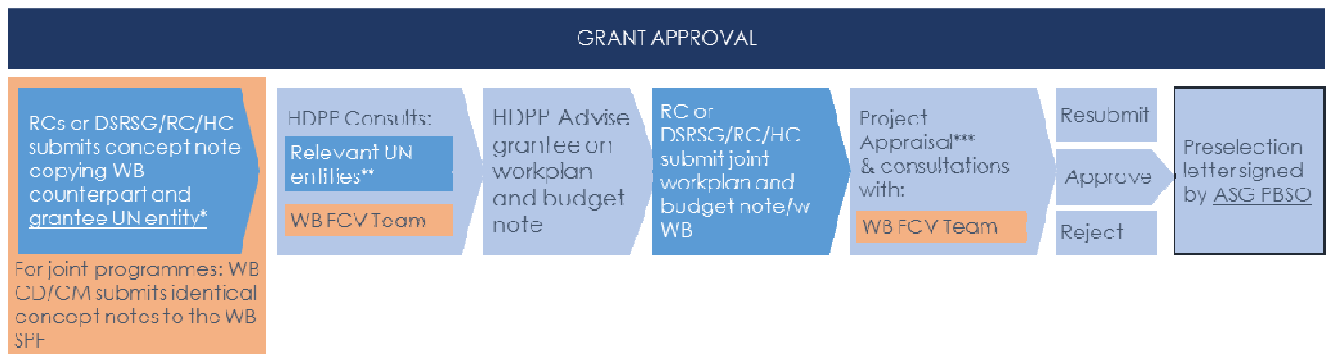 GRANT APPROVAL
RCs or DSRSG/RC/HC
submits concept note
copying WB
counterpart and
grantee UN entity*
For joint programmes: WB
CD/CM submits identical
concept notes to the WB
SPF
HDPP Consults:
Relevant UN
entities**
WB FCV Team
HDPP Advise
grantee on
workplan
and budget
note
RC or
DSRSG/RC/HC
submit joint
workplan and
budget note/w
WB
Project
Appraisal***
& consultations
with:
WB FCV Team
Resubmit
Approve
Reject
Preselection
letter signed
by ASG PBSO